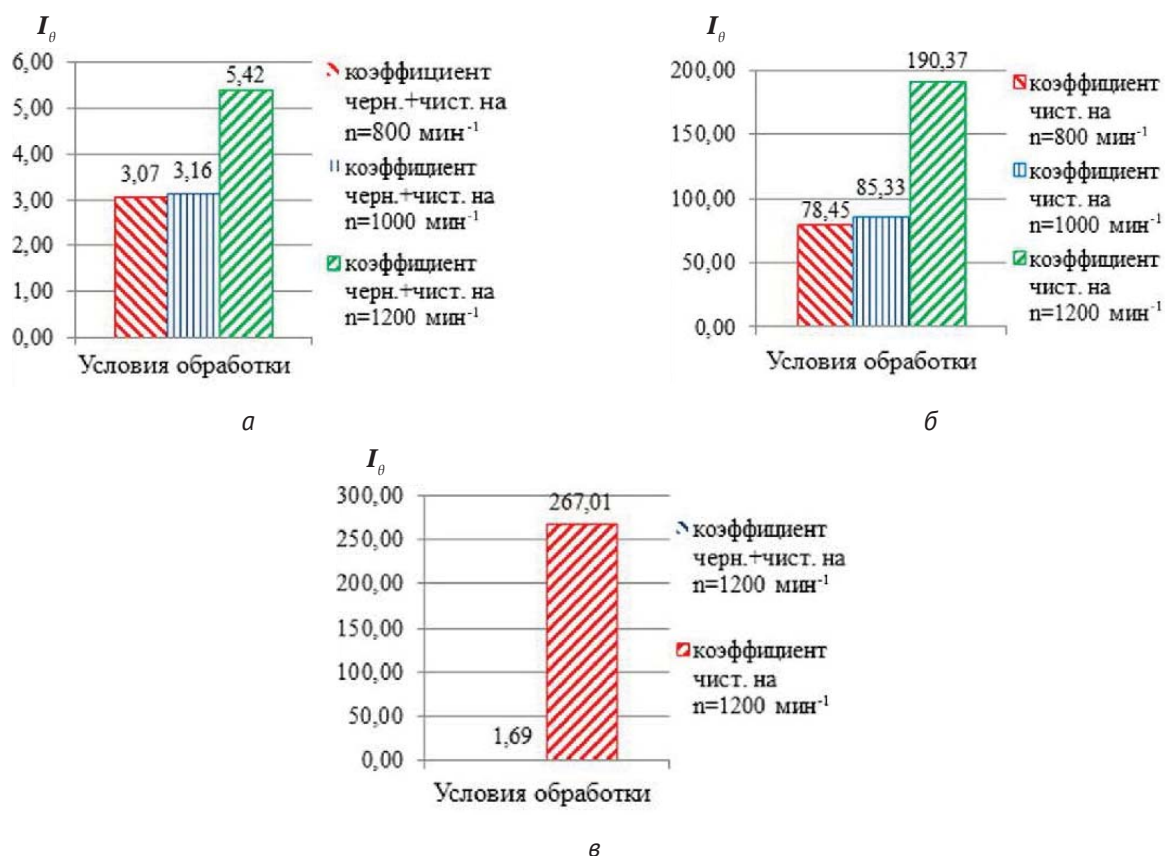 I_θ
6,00
5,00
4,00
3,00
2,00
1,00
0,00
3,07
3,16
5,42
Условия обработки
коэффициент
черн.+чист. на
n=800 мин⁻¹
коэффициент
черн.+чист. на
n=1000 мин⁻¹
коэффициент
черн.+чист. на
n=1200 мин⁻¹
а
I_θ
200,00
150,00
100,00
50,00
0,00
78,45
85,33
190,37
Условия обработки
коэффициент
чист. на
n=800 мин⁻¹
коэффициент
чист. на
n=1000 мин⁻¹
коэффициент
чист. на
n=1200 мин⁻¹
б
I_θ
300,00
250,00
200,00
150,00
100,00
50,00
0,00
1,69
267,01
Условия обработки
коэффициент
черн.+чист. на
n=1200 мин⁻¹
коэффициент
чист. на
n=1200 мин⁻¹
в